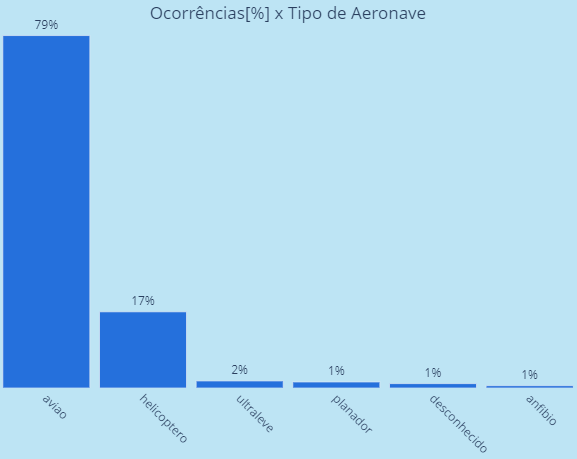 Ocorrências[%] x Tipo de Aeronave
79%
17%
2%
1%
1%
1%
aviao
helicoptero
ultraleve
planador
desconhecido
anfibio